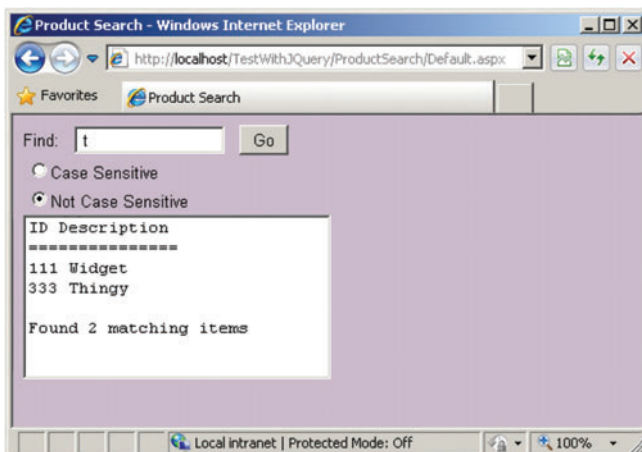 Product Search - Windows Internet Explorer
http://localhost/TestWithJQuery/ProductSearch/Default.aspx
Favorites
Product Search
Find: t Go
Case Sensitive
Not Case Sensitive
ID Description
===============
111 Widget
333 Thingy
Found 2 matching items
Local intranet | Protected Mode: Off
100%